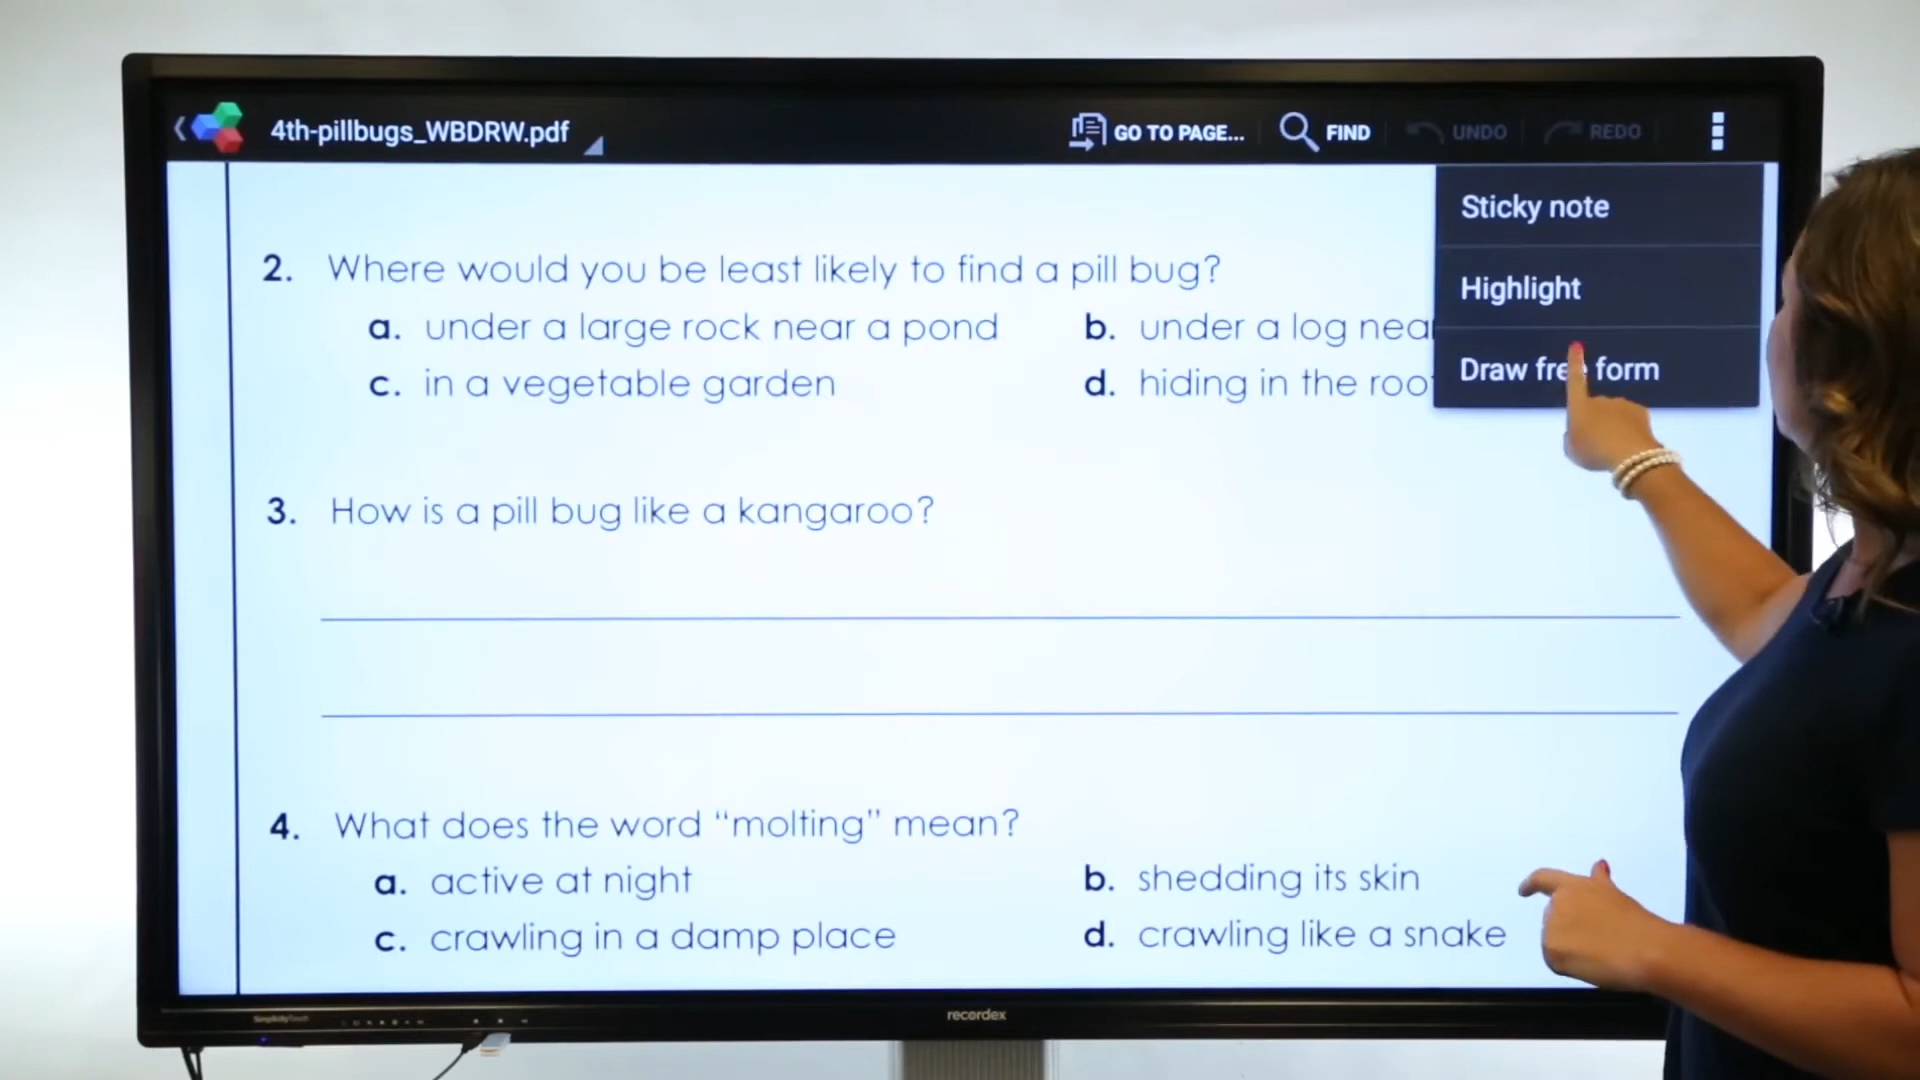 4th-pillbugs_WBDRW.pdf GO TO PAGE... FIND UNDO REDO
Sticky note
Highlight
Draw free form
2. Where would you be least likely to find a pill bug?
a. under a large rock near a pond b. under a log near
c. in a vegetable garden d. hiding in the
3. How is a pill bug like a kangaroo?
4. What does the word “molting” mean?
a. active at night b. shedding its skin
c. crawling in a damp place d. crawling like a snake
SimplicityTouch recordex